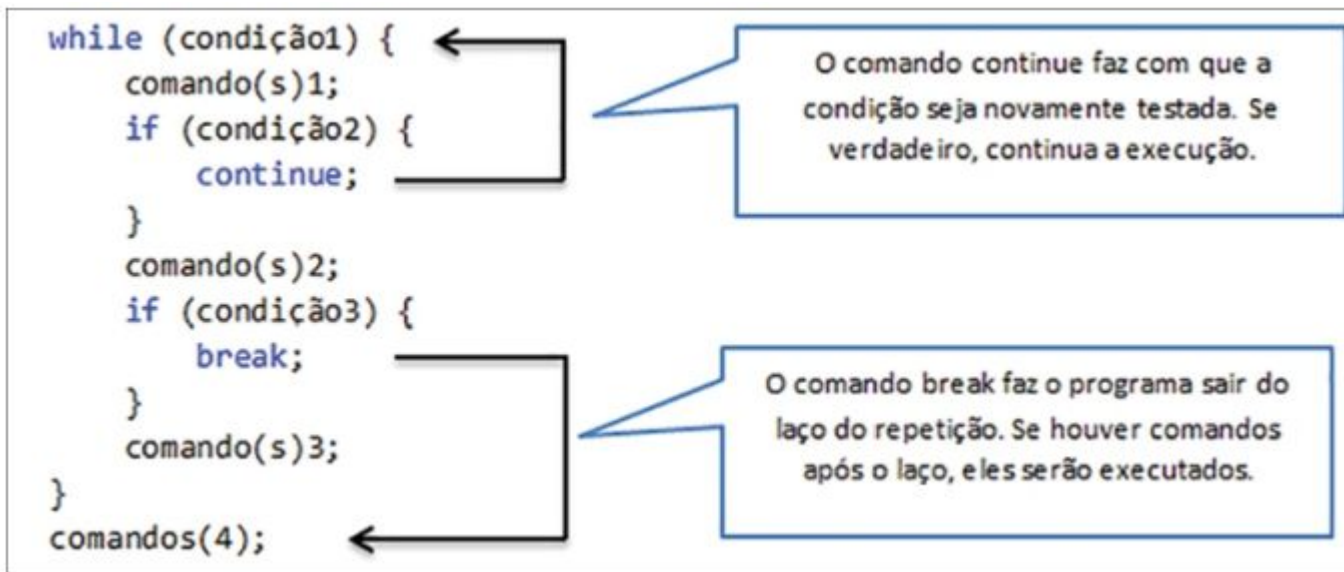 while (condição1) {
comando(s)1;
if (condição2) {
continue;
}
comando(s)2;
if (condição3) {
break;
}
comando(s)3;
}
comandos(4);
O comando continue faz com que a
condição seja novamente testada. Se
verdadeiro, continua a execução.
O comando break faz o programa sair do
laço do repetição. Se houver comandos
após o laço, eles serão executados.